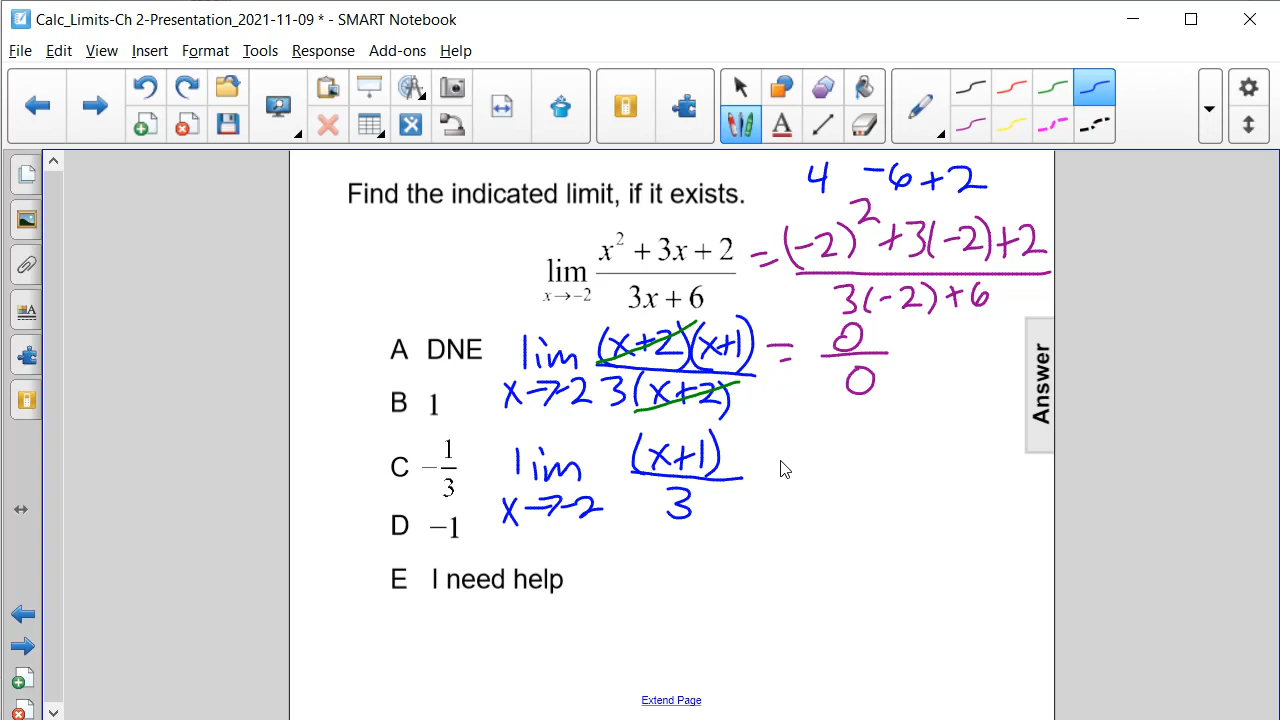 Calc_Limits-Ch 2-Presentation_2021-11-09 * - SMART Notebook
File Edit View Insert Format Tools Response Add-ons Help
4 -6+2
Find the indicated limit, if it exists.
lim x→−2 (x² + 3x + 2)/(3x + 6) = ((-2)²+3(-2)+2)/(3(-2)+6)
A DNE
lim x→-2 (x+2)(x+1)/3(x+2) = 0/0
B 1
C −1/3
lim x→-2 (x+1)/3
D −1
E I need help
Answer
Extend Page